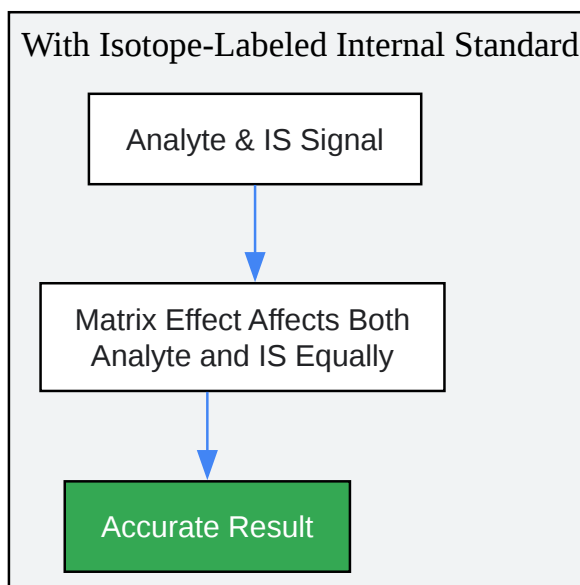 With Isotope-Labeled Internal Standard
Analyte & IS Signal
Matrix Effect Affects Both
Analyte and IS Equally
Accurate Result